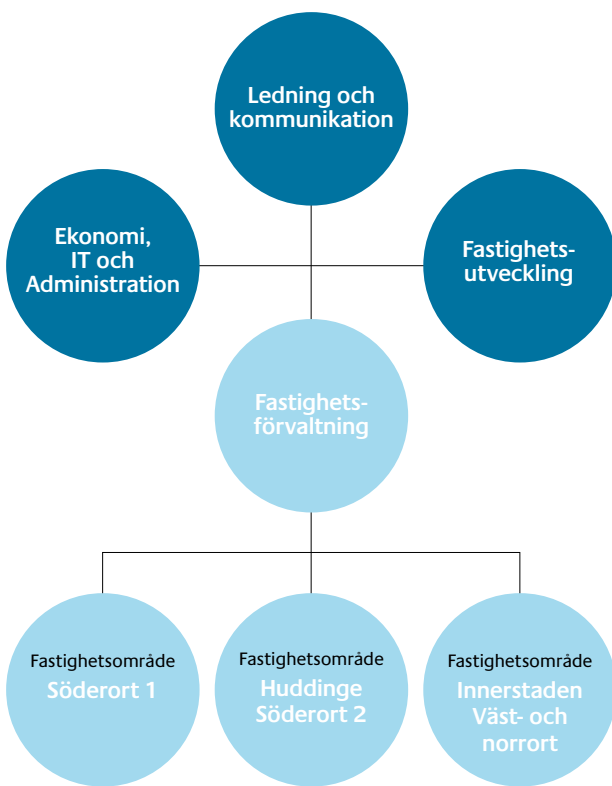 Ledning och
kommunikation
Ekonomi,
IT och
Administration
Fastighets-
utveckling
Fastighets-
förvaltning
Fastighetsområde
Söderort 1
Fastighetsområde
Huddinge
Söderort 2
Fastighetsområde
Innerstaden
Väst- och
norrort